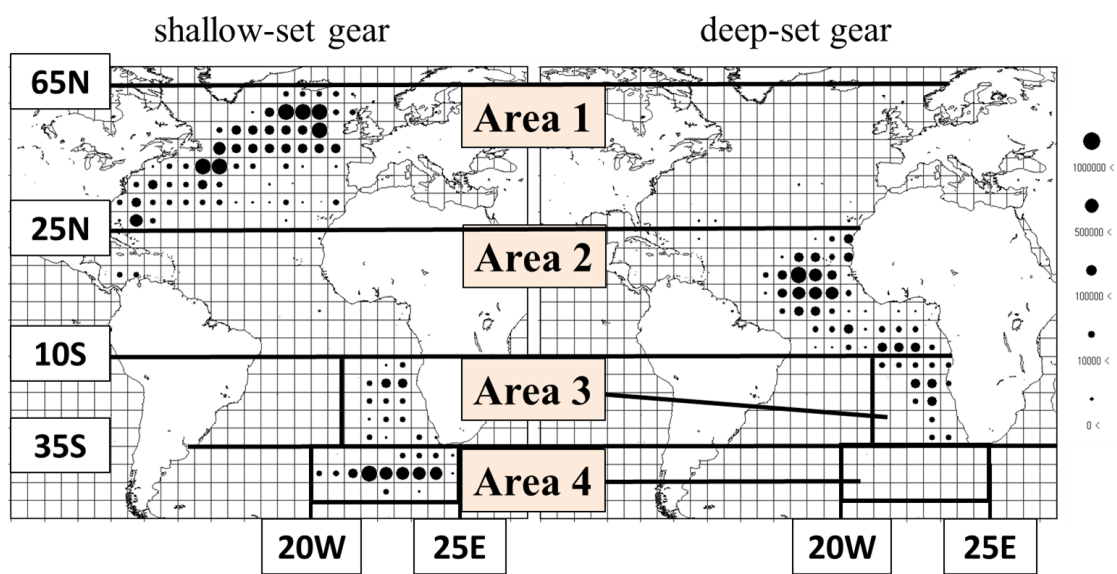 shallow-set gear
deep-set gear
65N
Area 1
1000000 <
25N
500000 <
Area 2
100000 <
10S
10000 <
Area 3
0 <
35S
Area 4
20W
25E
20W
25E